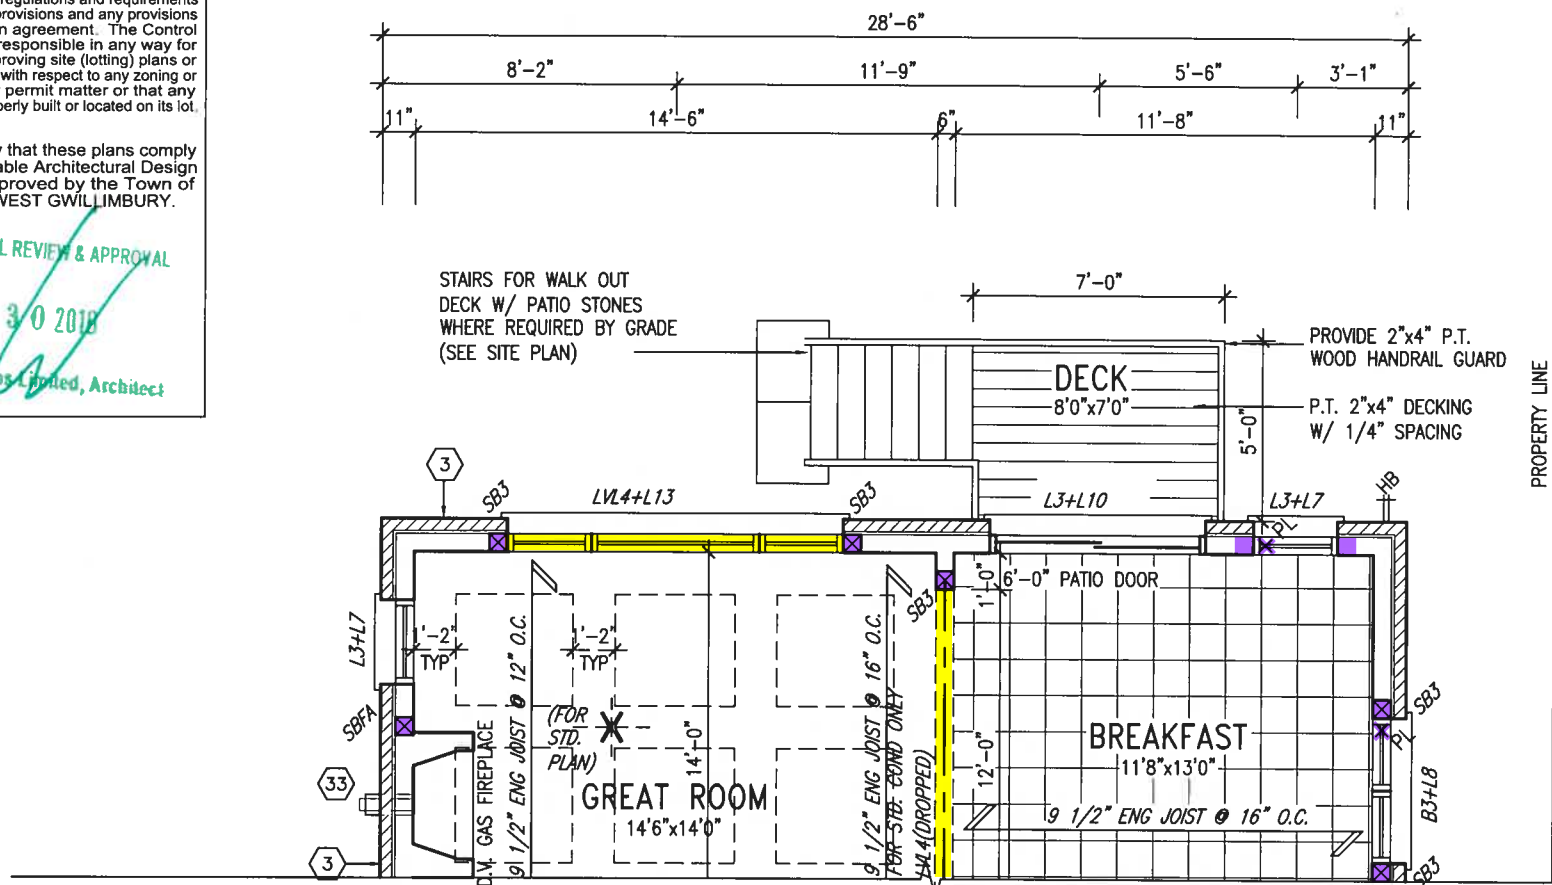 regulations and requirements
provisions and any provisions
agreement. The Control
responsible in any way for
proving site (lotting) plans or
with respect to any zoning or
permit matter or that any
perly built or located on its lot.
that these plans comply
able Architectural Design
pproved by the Town of
WEST GWILLIMBURY.
L REVIEW & APPROVAL
30 2018
Limited, Architect
28'-6"
8'-2" 11'-9" 5'-6" 3'-1"
11" 14'-6" 6" 11'-8" 11"
STAIRS FOR WALK OUT
DECK W/ PATIO STONES
WHERE REQUIRED BY GRADE
(SEE SITE PLAN)
7'-0"
DECK
8'0"x7'0"
5'-0"
PROVIDE 2"x4" P.T.
WOOD HANDRAIL GUARD
P.T. 2"x4" DECKING
W/ 1/4" SPACING
PROPERTY LINE
3
SB3
LVL4+L13
SB3
L3+L10
L3+L7
PL
HB
L3+L7
1'-2"
TYP
1'-2"
TYP
9 1/2" ENG JOIST @ 12" O.C.
(FOR
STD.
PLAN)
14'-0"
9 1/2" ENG JOIST @ 16" O.C.
FOR STD. COND ONLY
SB3
LVL4(DROPPED)
1'-0"
6'-0" PATIO DOOR
12'-0"
SBFA
33
D.V. GAS FIREPLACE
GREAT ROOM
14'6"x14'0"
BREAKFAST
11'8"x13'0"
9 1/2" ENG JOIST @ 16" O.C.
SB3
PL
B3+L8
SB3
3